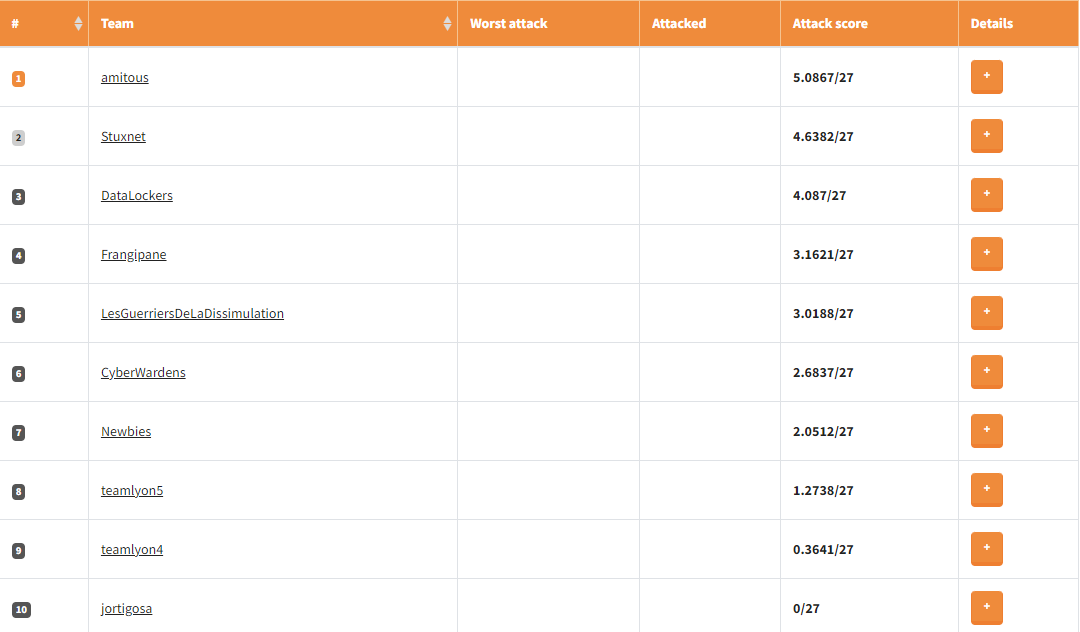 # Team Worst attack Attacked Attack score Details
1 amitous 5.0867/27 +
2 Stuxnet 4.6382/27 +
3 DataLockers 4.087/27 +
4 Frangipane 3.1621/27 +
5 LesGuerriersDeLaDissimulation 3.0188/27 +
6 CyberWardens 2.6837/27 +
7 Newbies 2.0512/27 +
8 teamlyon5 1.2738/27 +
9 teamlyon4 0.3641/27 +
10 jortigosa 0/27 +